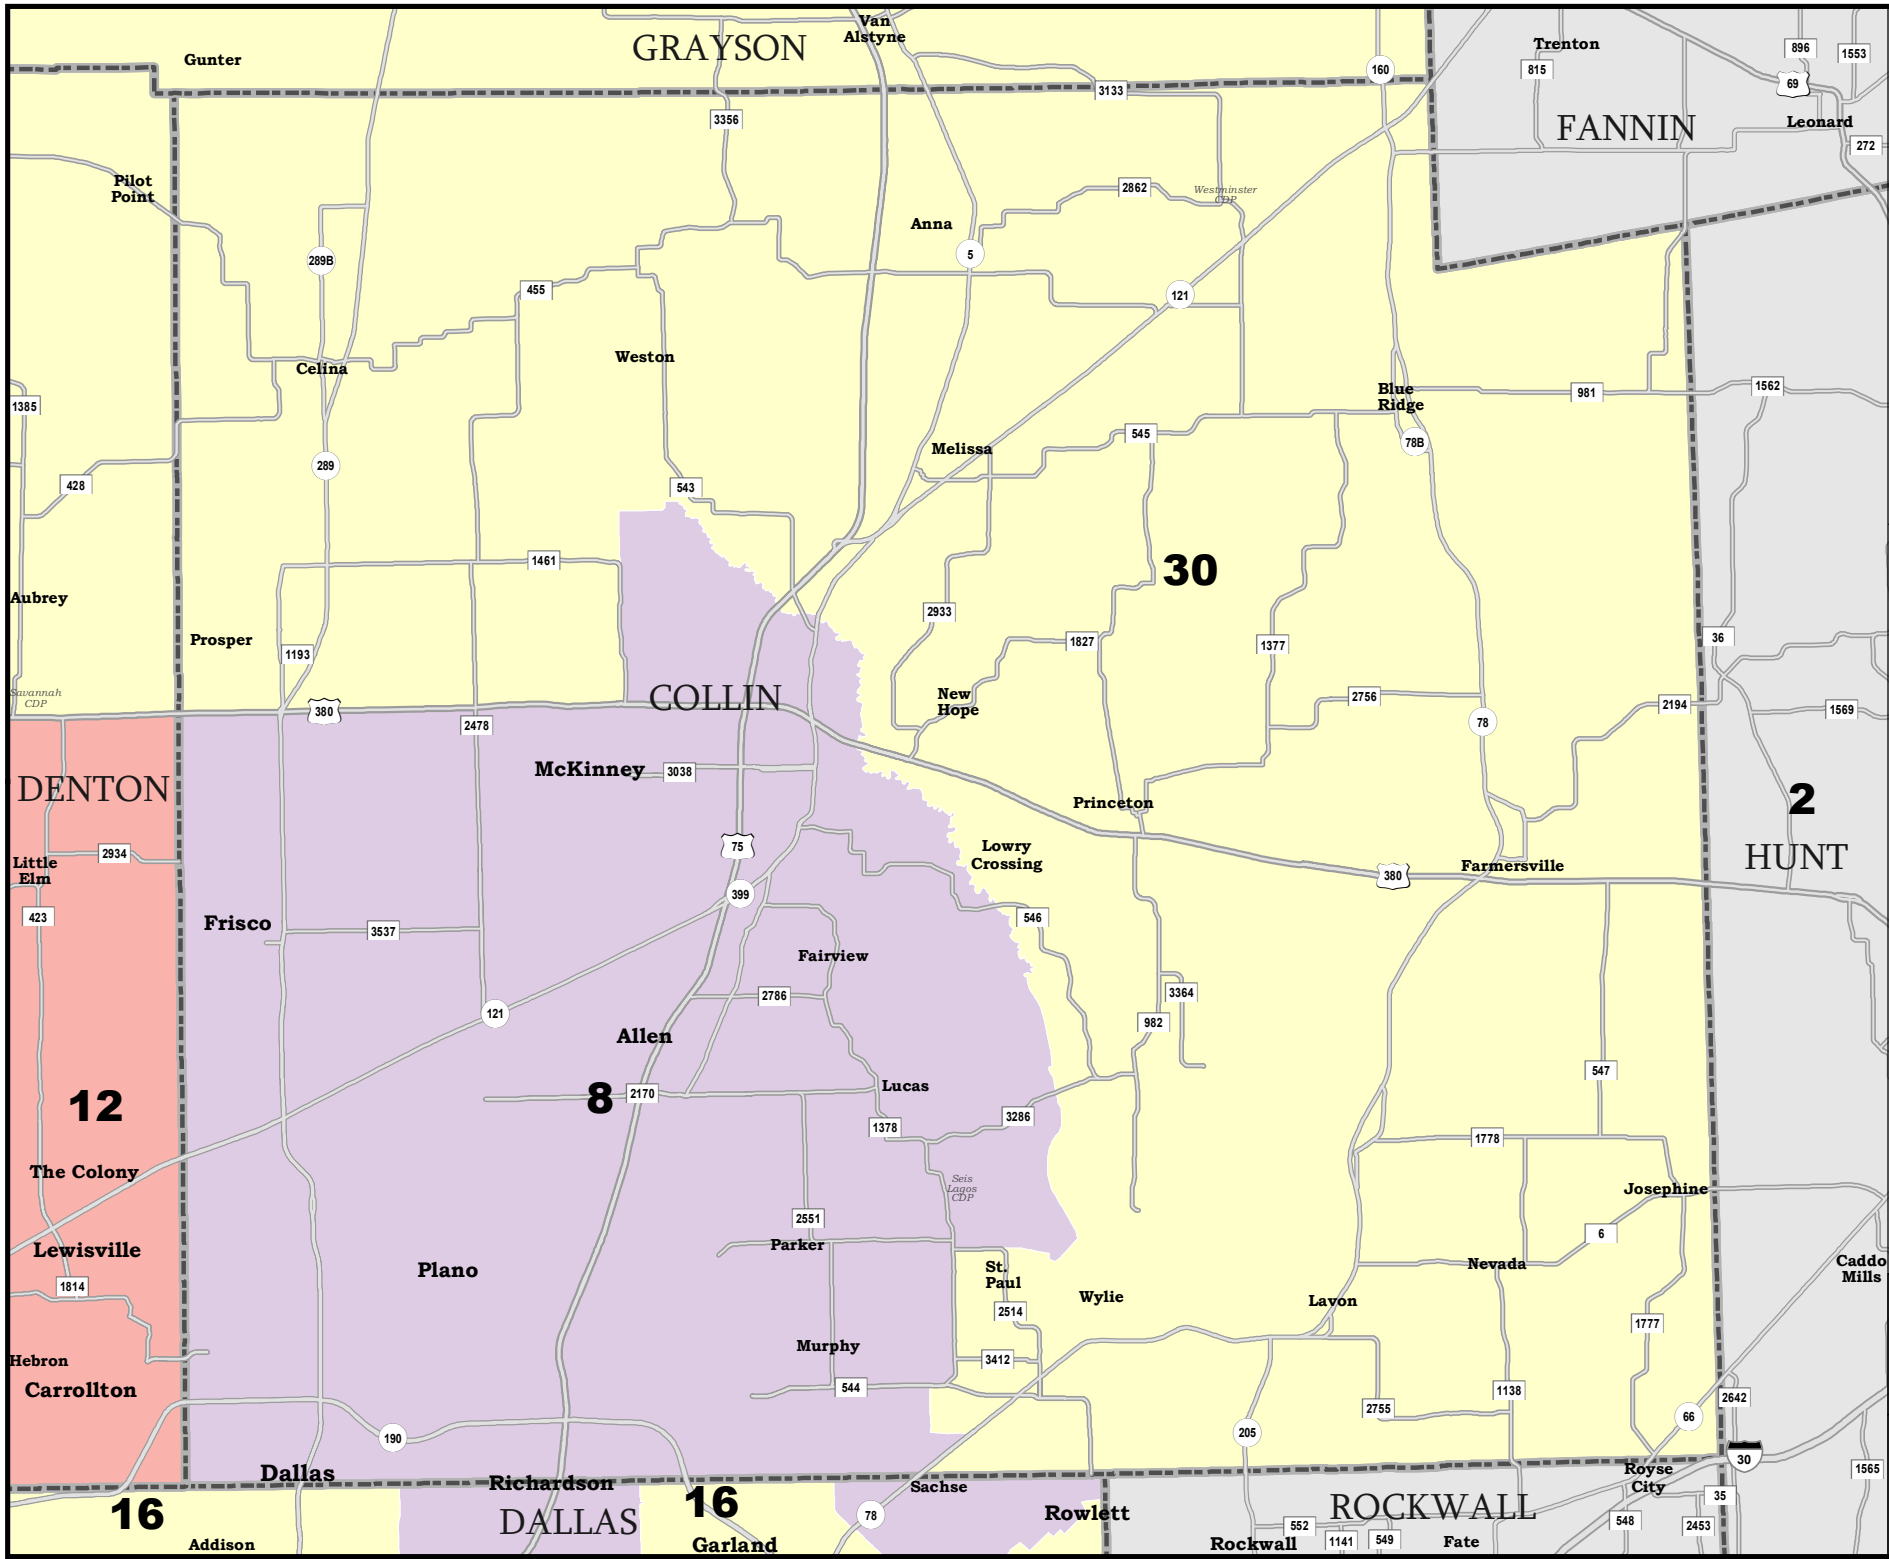 Van
Alstyne
GRAYSON
Gunter
Trenton
896
1553
160
815
69
3133
3356
FANNIN
Leonard
272
Pilot
Point
2862
Westminster
CDP
Anna
5
289B
455
121
Weston
Celina
Blue
Ridge
981
1562
1385
545
78B
Melissa
289
428
543
1461
30
Aubrey
2933
Prosper
1827
1377
36
1193
Savannah
CDP
COLLIN
New
Hope
2756
2194
1569
380
2478
78
McKinney
3038
DENTON
2
Princeton
75
Lowry
Crossing
HUNT
2934
Little
Elm
Farmersville
380
399
423
Frisco
3537
546
Fairview
2786
3364
121
982
Allen
547
12
8
2170
Lucas
1378
3286
1778
The Colony
Seis
Lagos
CDP
Josephine
2551
6
Parker
Lewisville
Plano
St.
Paul
Nevada
Caddo
Mills
1814
Wylie
Lavon
2514
1777
Murphy
Hebron
3412
Carrollton
544
1138
2642
2755
66
190
205
30
Dallas
Richardson
Sachse
Royse
City
1565
16
16
DALLAS
78
Rowlett
ROCKWALL
35
552
548
2453
Addison
Garland
Rockwall
1141
549
Fate